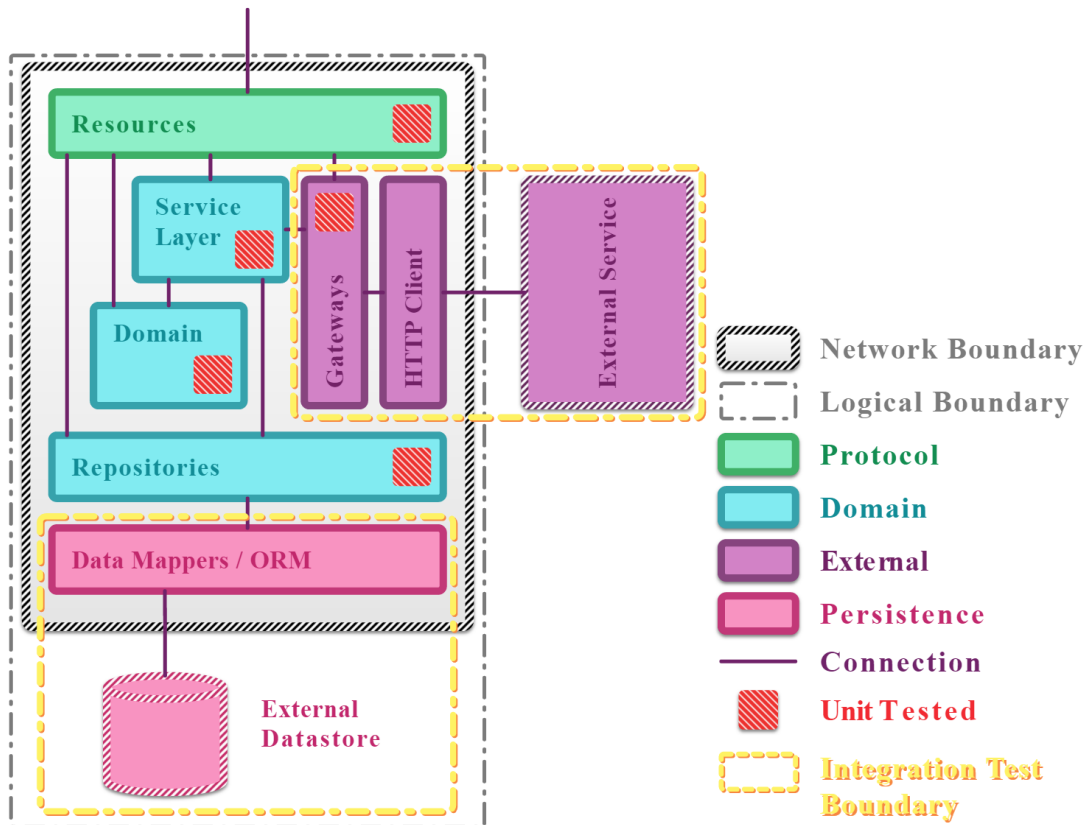 Resources
Service
Layer
Gateways
HTTP Client
External Service
Domain
Repositories
Data Mappers / ORM
External
Datastore
Network Boundary
Logical Boundary
Protocol
Domain
External
Persistence
Connection
Unit Tested
Integration Test
Boundary